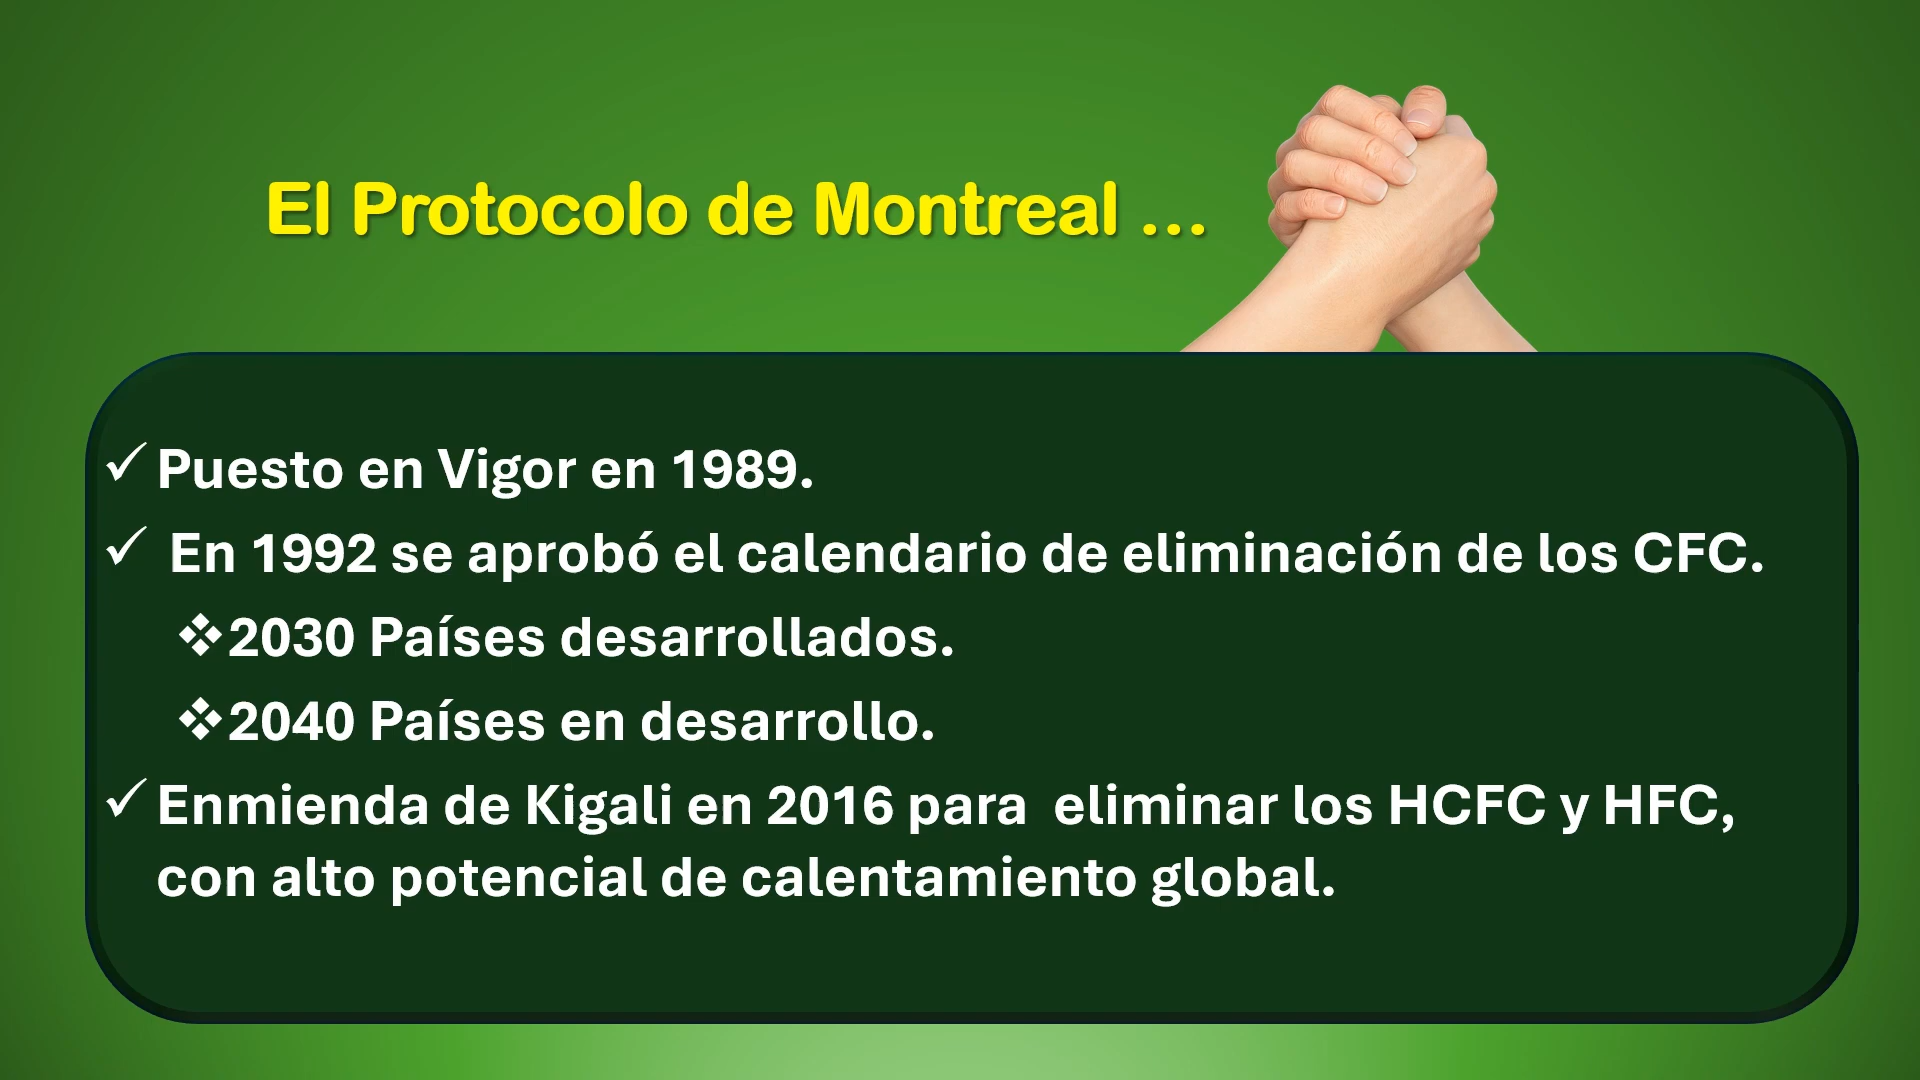 El Protocolo de Montreal ...
✓ Puesto en Vigor en 1989.
✓ En 1992 se aprobó el calendario de eliminación de los CFC.
❖2030 Países desarrollados.
❖2040 Países en desarrollo.
✓ Enmienda de Kigali en 2016 para eliminar los HCFC y HFC,
con alto potencial de calentamiento global.